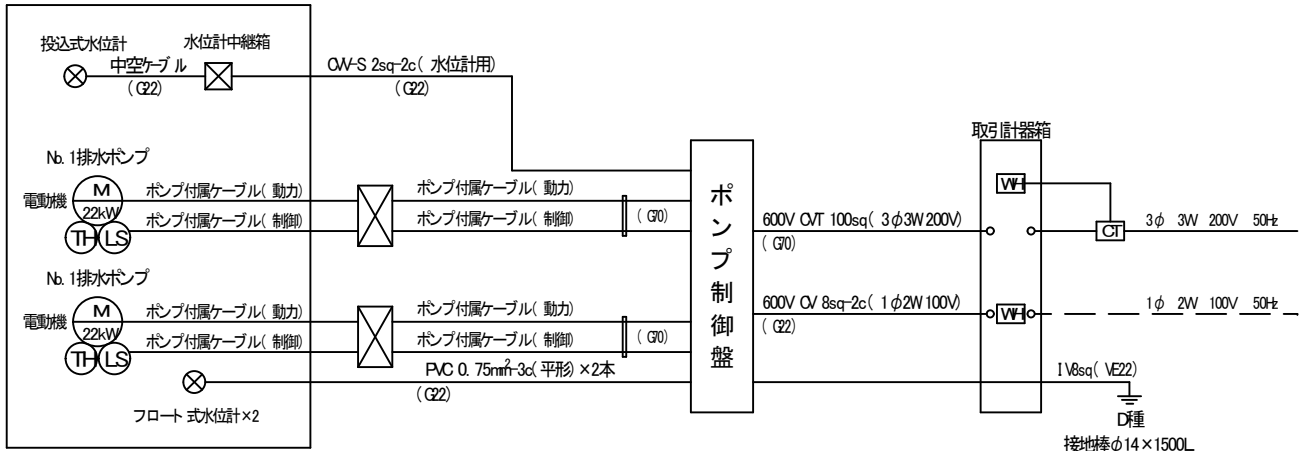 投込式水位計
水位計中継箱
中空ケーブル
(G22)
CVV-S 2sq-2c(水位計用)
(G22)
取引計器箱
No.1排水ポンプ
電動機
M
22kW
TH
LS
ポンプ付属ケーブル(動力)
ポンプ付属ケーブル(制御)
ポンプ付属ケーブル(動力)
ポンプ付属ケーブル(制御)
(G70)
ポンプ制御盤
600V CVT 100sq(3φ3W200V)
(G70)
WH
CT
3φ 3W 200V 50Hz
No.1排水ポンプ
電動機
M
22kW
TH
LS
ポンプ付属ケーブル(動力)
ポンプ付属ケーブル(制御)
ポンプ付属ケーブル(動力)
ポンプ付属ケーブル(制御)
(G70)
600V CV 8sq-2c(1φ2W100V)
(G22)
WH
1φ 2W 100V 50Hz
フロート式水位計×2
PVC 0.75mm²-3c(平形)×2本
(G22)
IV8sq(VE22)
D種
接地棒φ14×1500L